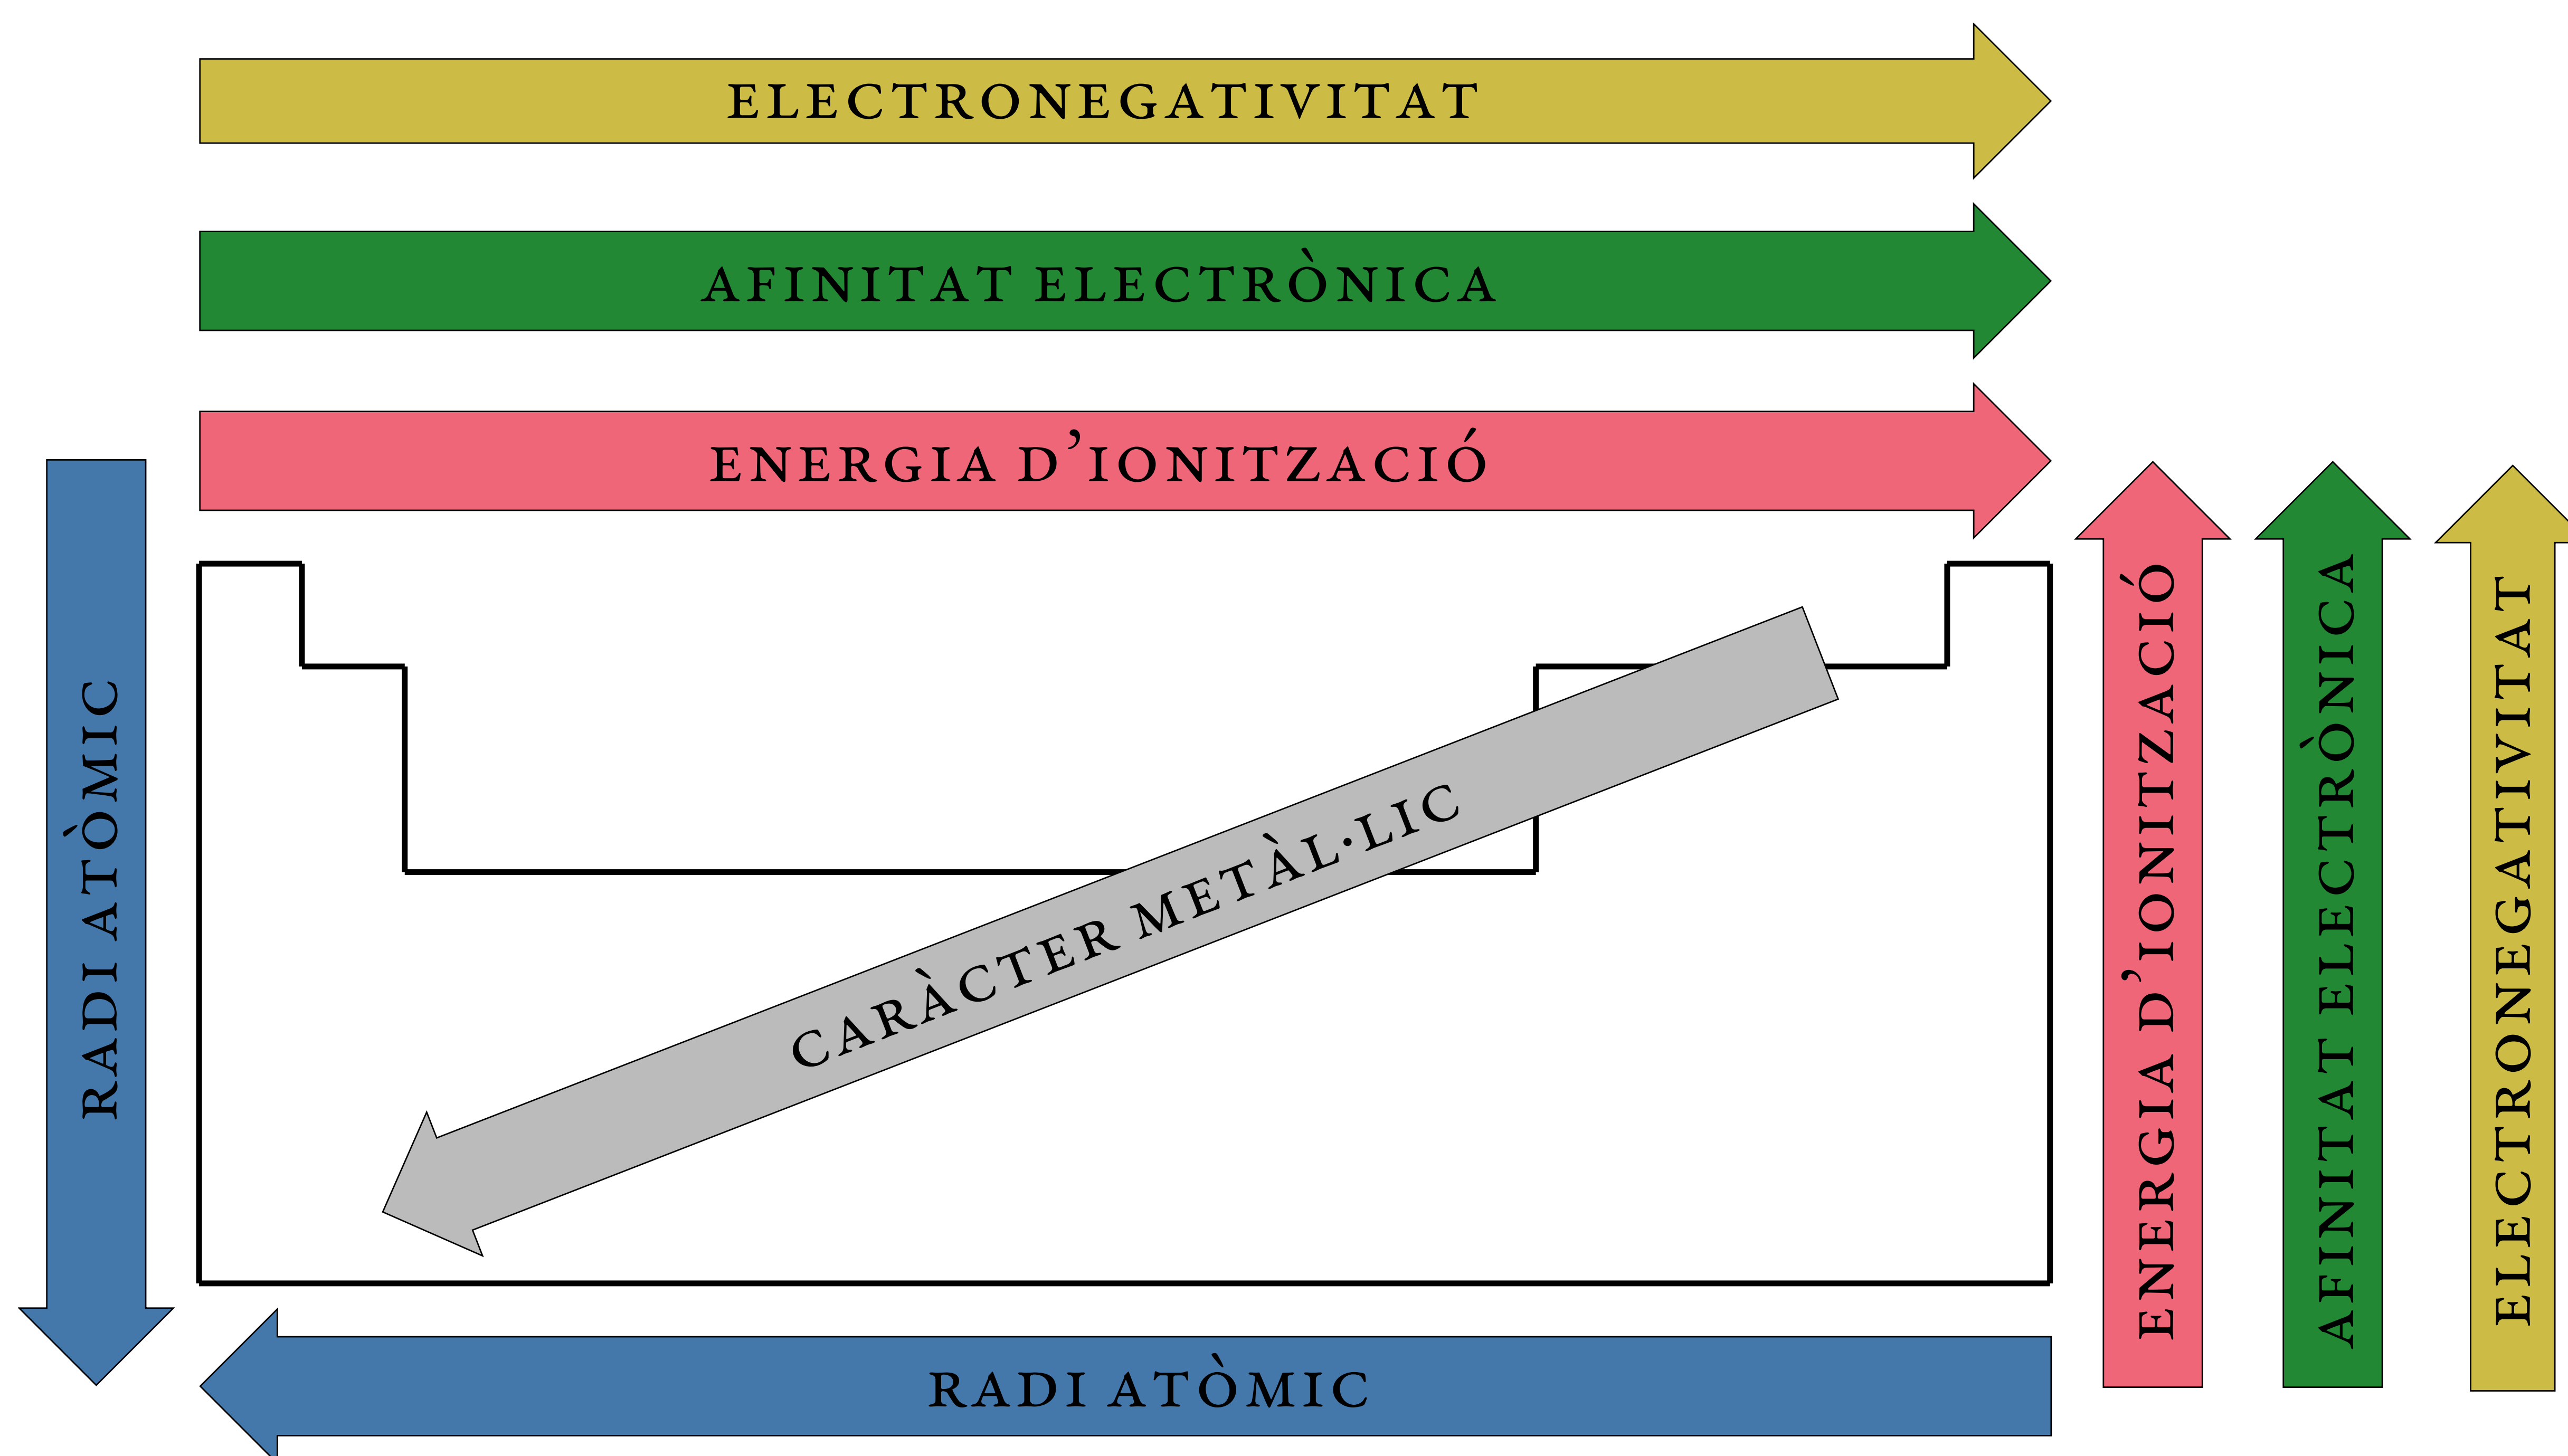 ELECTRONEGATIVITAT
AFINITAT ELECTRÒNICA
ENERGIA D’IONITZACIÓ
RADI ATÒMIC
CARÀCTER METÀL·LIC
ENERGIA D’IONITZACIÓ
AFINITAT ELECTRÒNICA
ELECTRONEGATIVITAT
RADI ATÒMIC